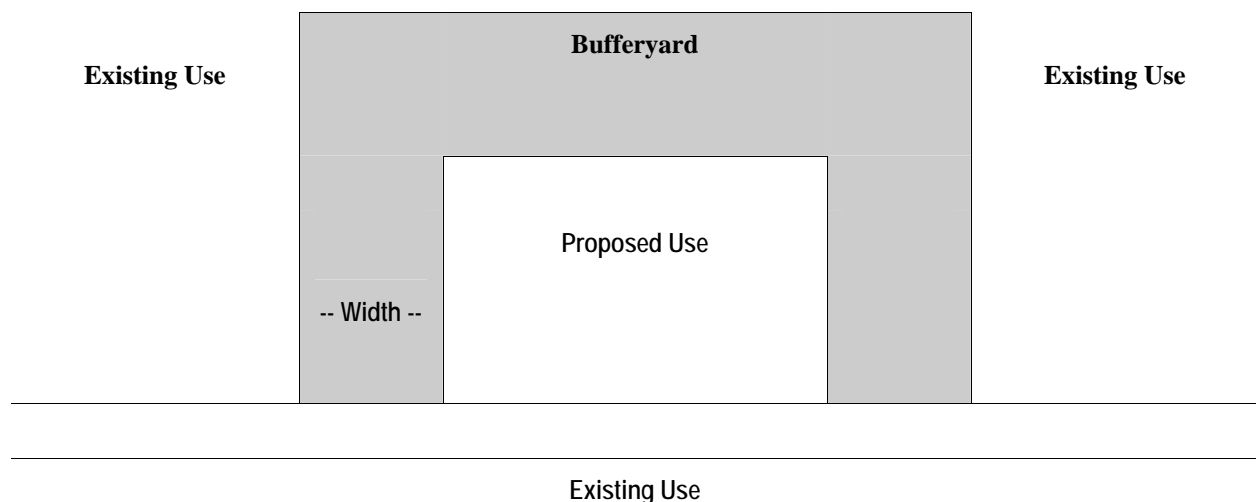 Bufferyard
Existing Use
Existing Use
Proposed Use
-- Width --
Existing Use